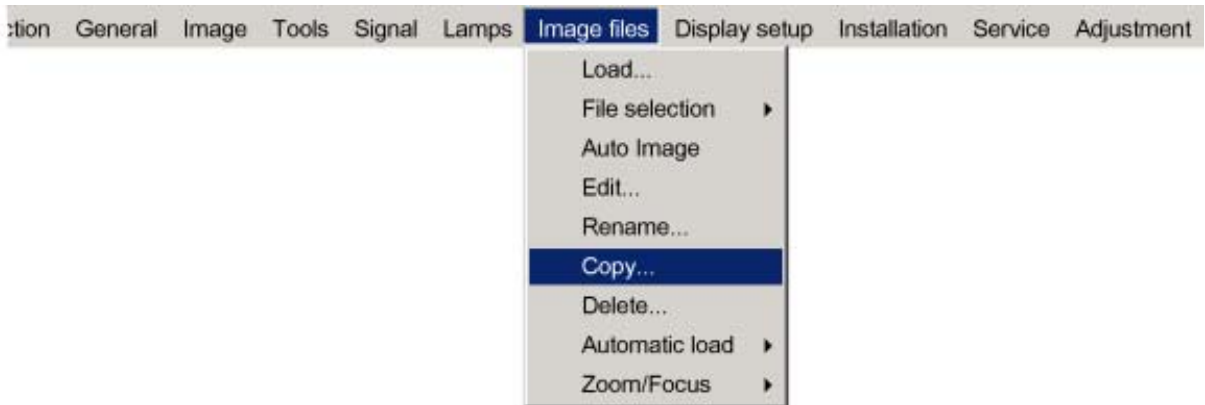 ction General Image Tools Signal Lamps Image files Display setup Installation Service Adjustment
Load...
File selection
Auto Image
Edit...
Rename...
Copy...
Delete...
Automatic load
Zoom/Focus